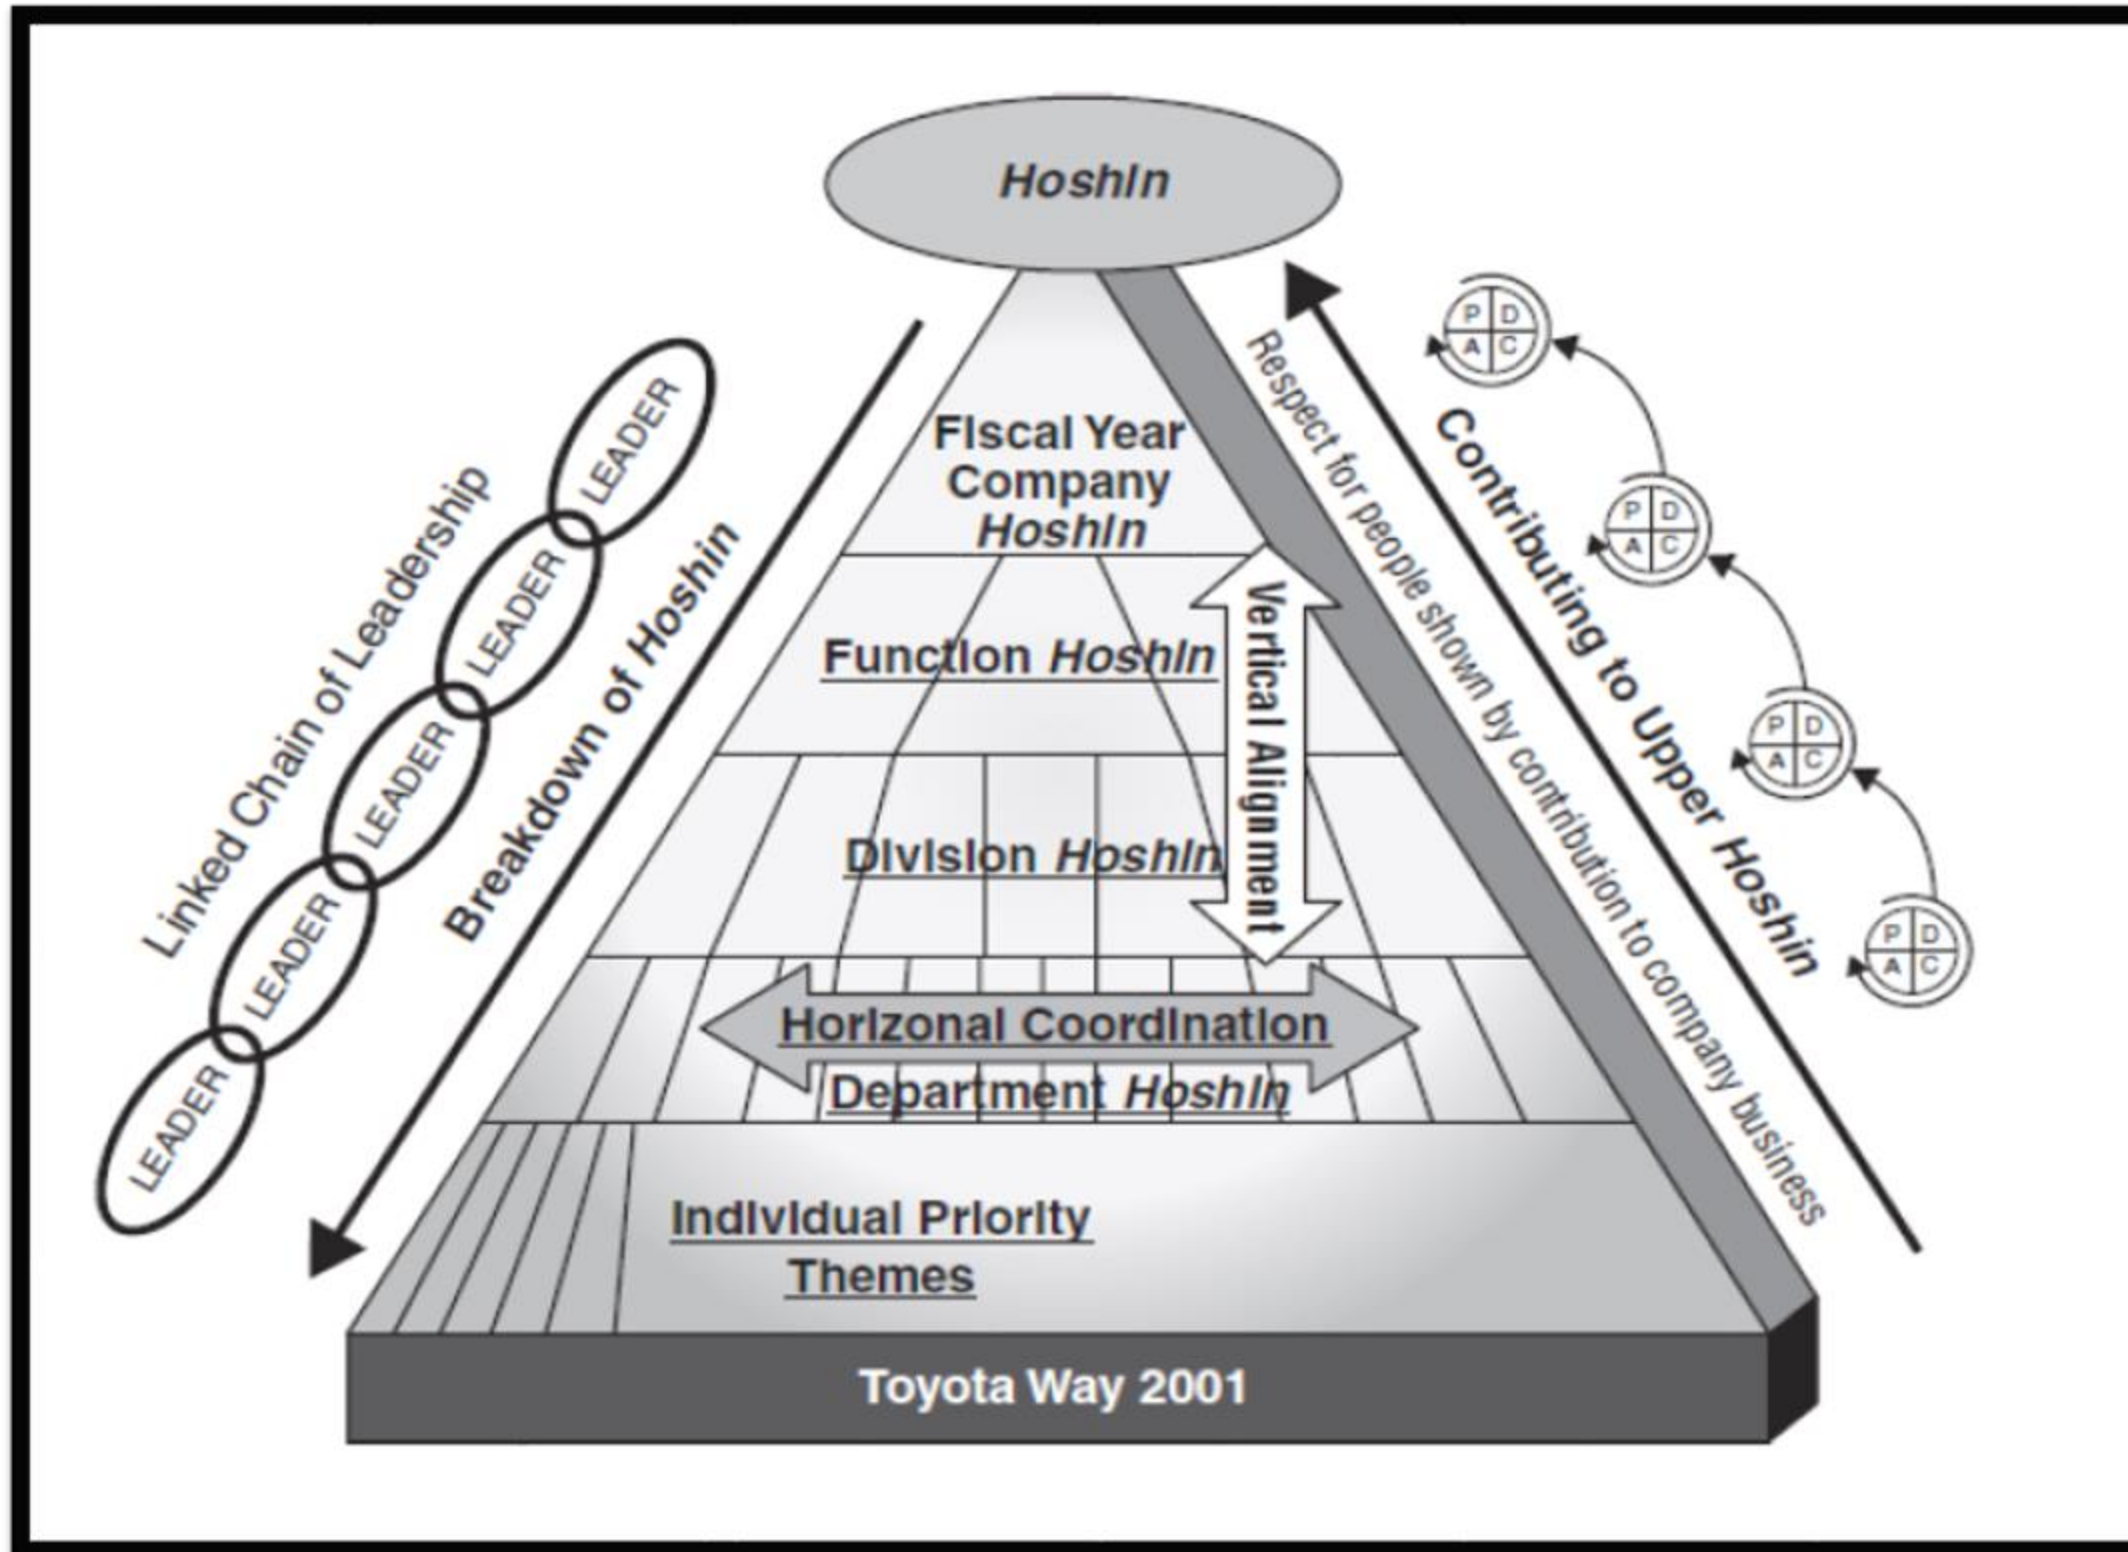 Hoshin
Fiscal Year
Company
Hoshin
Function Hoshin
Division Hoshin
Vertical Alignment
Horizonal Coordination
Department Hoshin
Individual Priority
Themes
Toyota Way 2001
Linked Chain of Leadership
LEADER
LEADER
LEADER
LEADER
LEADER
Breakdown of Hoshin
Respect for people shown by contribution to company business
Contributing to Upper Hoshin
P D
A C
P D
A C
P D
A C
P D
A C